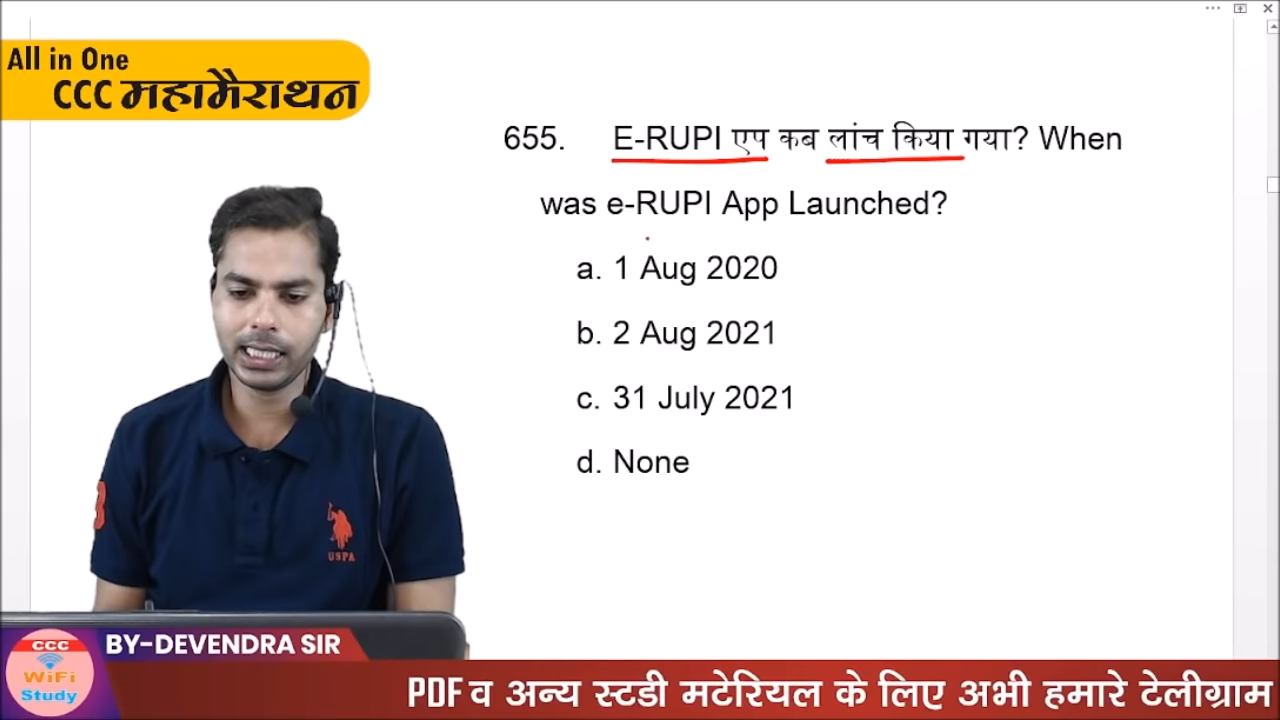 All in One
CCC महामैराथन
655. E-RUPI एप कब लांच किया गया? When
was e-RUPI App Launched?
a. 1 Aug 2020
b. 2 Aug 2021
c. 31 July 2021
d. None
3
USPA
CCC
WiFi
Study
BY-DEVENDRA SIR
PDF व अन्य स्टडी मटेरियल के लिए अभी हमारे टेलीग्राम